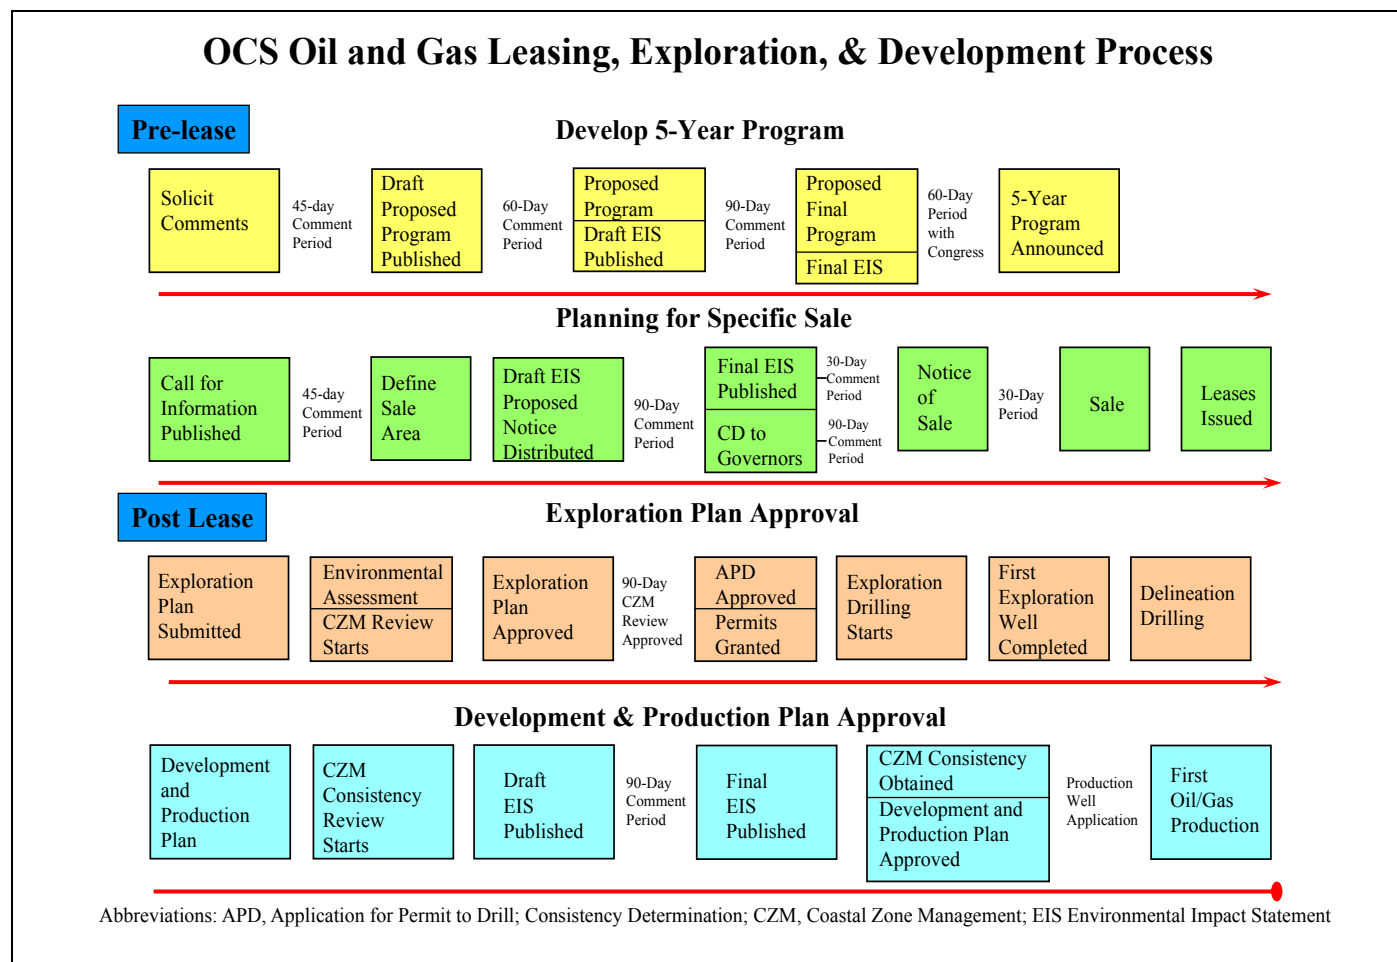 OCS Oil and Gas Leasing, Exploration, & Development Process
Pre-lease
Develop 5-Year Program
Solicit
Comments
45-day
Comment
Period
Draft
Proposed
Program
Published
60-Day
Comment
Period
Proposed
Program
Draft EIS
Published
90-Day
Comment
Period
Proposed
Final
Program
Final EIS
60-Day
Period
with
Congress
5-Year
Program
Announced
Planning for Specific Sale
Call for
Information
Published
45-day
Comment
Period
Define
Sale
Area
Draft EIS
Proposed
Notice
Distributed
90-Day
Comment
Period
Final EIS
Published
30-Day
Comment
Period
CD to
Governors
90-Day
Comment
Period
Notice
of
Sale
30-Day
Period
Sale
Leases
Issued
Post Lease
Exploration Plan Approval
Exploration
Plan
Submitted
Environmental
Assessment
CZM Review
Starts
Exploration
Plan
Approved
90-Day
CZM
Review
Approved
APD
Approved
Permits
Granted
Exploration
Drilling
Starts
First
Exploration
Well
Completed
Delineation
Drilling
Development & Production Plan Approval
Development
and
Production
Plan
CZM
Consistency
Review
Starts
Draft
EIS
Published
90-Day
Comment
Period
Final
EIS
Published
CZM Consistency
Obtained
Development and
Production Plan
Approved
Production
Well
Application
First
Oil/Gas
Production
Abbreviations: APD, Application for Permit to Drill; Consistency Determination; CZM, Coastal Zone Management; EIS Environmental Impact Statement